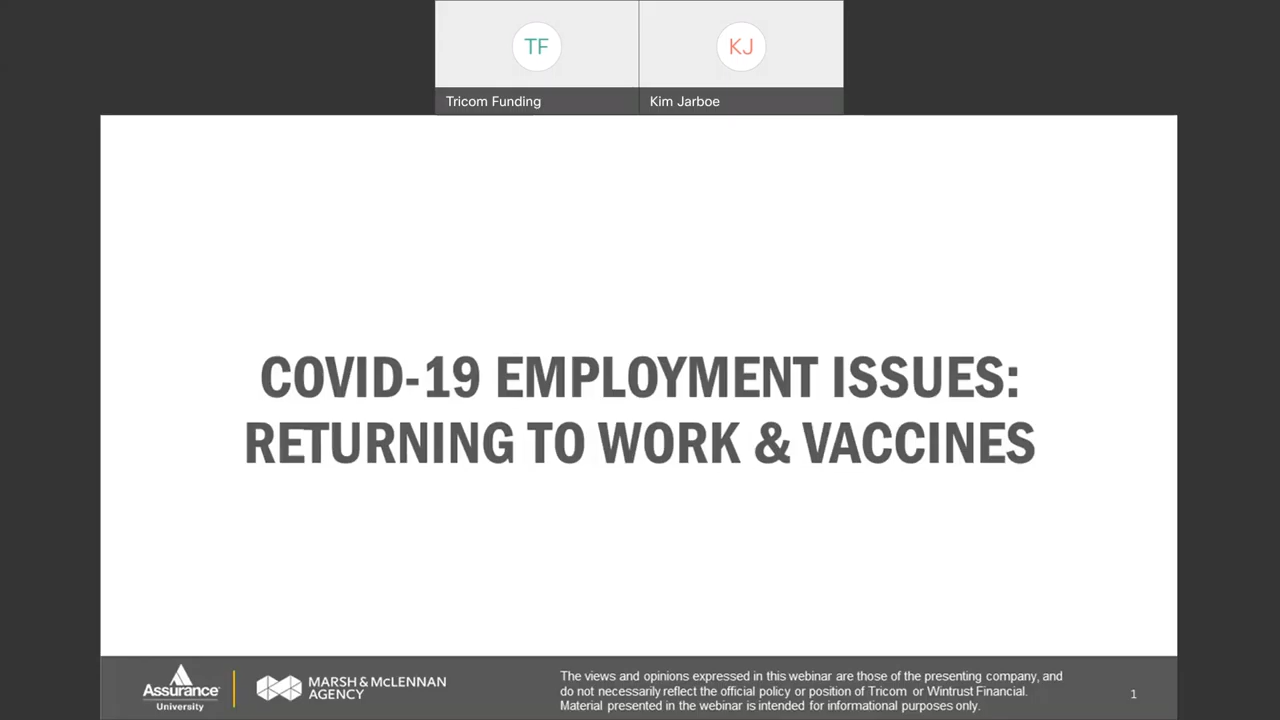 TF
KJ
Tricom Funding
Kim Jarboe
COVID-19 EMPLOYMENT ISSUES:
RETURNING TO WORK & VACCINES
Assurance
University
MARSH & McLENNAN
AGENCY
The views and opinions expressed in this webinar are those of the presenting company, and
do not necessarily reflect the official policy or position of Tricom or Wintrust Financial.
Material presented in the webinar is intended for informational purposes only.
1